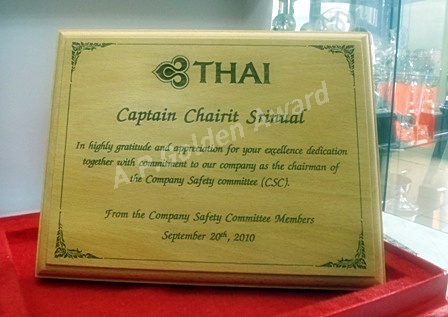 THAI
Captain Chairit Srinual
In highly gratitude and appreciation for your excellence dedication
together with commitment to our company as the chairman of
the Company Safety committee (CSC).
From the Company Safety Committee Members
September 20th, 2010